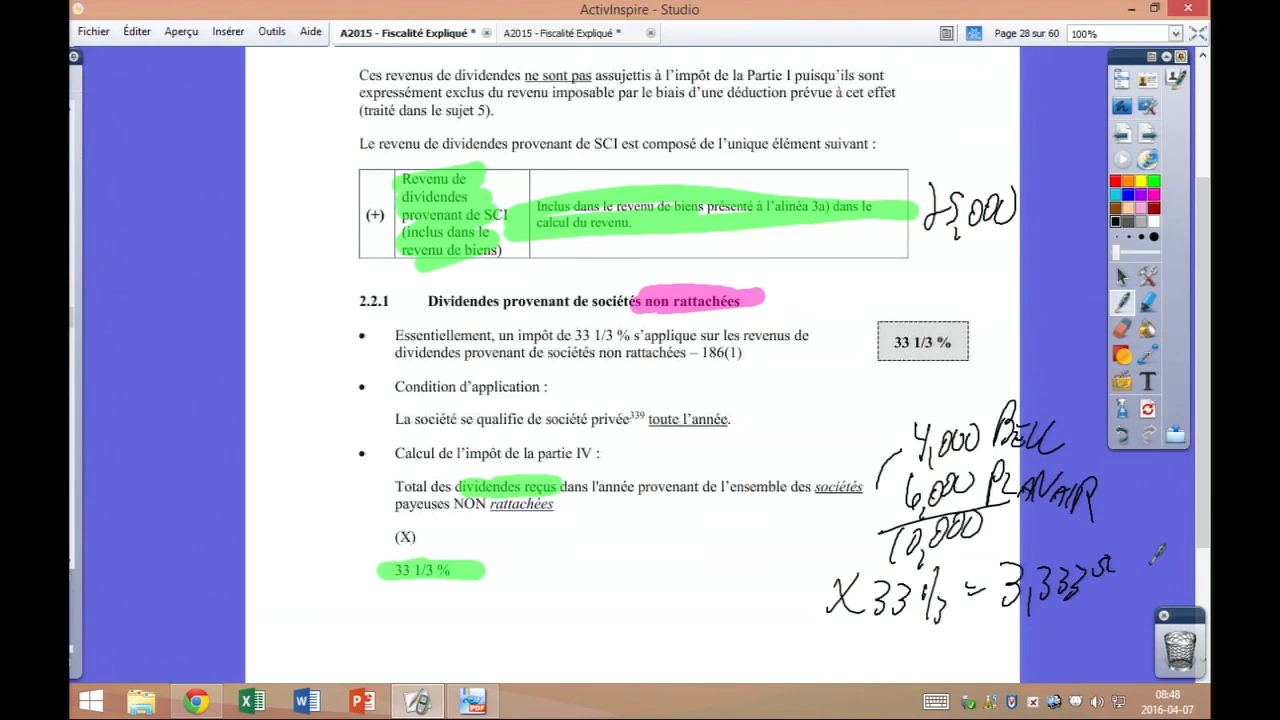 ActivInspire - Studio
Fichier Éditer Aperçu Insérer Outils Aide
A2015 - Fiscalité Expliqué *
A2015 - Fiscalité Expliqué *
Page 28 sur 60
100%
Ces revenus de dividendes ne sont pas assujettis à l'impôt de la Partie I puisqu'ils sont
expressément exclus du revenu imposable par le biais d'une déduction prévue à cet effet
(traité dans le sujet 5).
Le revenu de dividendes provenant de SCI est composé de l'unique élément suivant :
(+)
Revenu de
dividendes
provenant de SCI
(inclus dans le
revenu de biens)
Inclus dans le revenu de biens présenté à l'alinéa 3a) dans le
calcul du revenu.
2.2.1 Dividendes provenant de sociétés non rattachées
• Essentiellement, un impôt de 33 1/3 % s'applique sur les revenus de
dividendes provenant de sociétés non rattachées – 186(1)
33 1/3 %
• Condition d'application :
La société se qualifie de société privée339 toute l'année.
• Calcul de l'impôt de la partie IV :
Total des dividendes reçus dans l'année provenant de l'ensemble des sociétés
payeuses NON rattachées
(X)
33 1/3 %
4,000 BELL
6,000 PLANAIR
10,000
X 33 1/3 = 3,333
08:48
2016-04-07